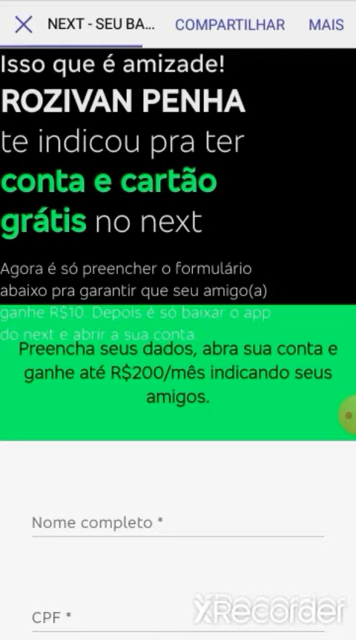 NEXT - SEU BA... COMPARTILHAR MAIS
Isso que é amizade!
ROZIVAN PENHA
te indicou pra ter
conta e cartão
grátis no next
Agora é só preencher o formulário
abaixo pra garantir que seu amigo(a)
ganhe R$10. Depois é só baixar o app
do next e abrir a sua conta.
Preencha seus dados, abra sua conta e
ganhe até R$200/mês indicando seus
amigos.
Nome completo *
CPF *
XRecorder